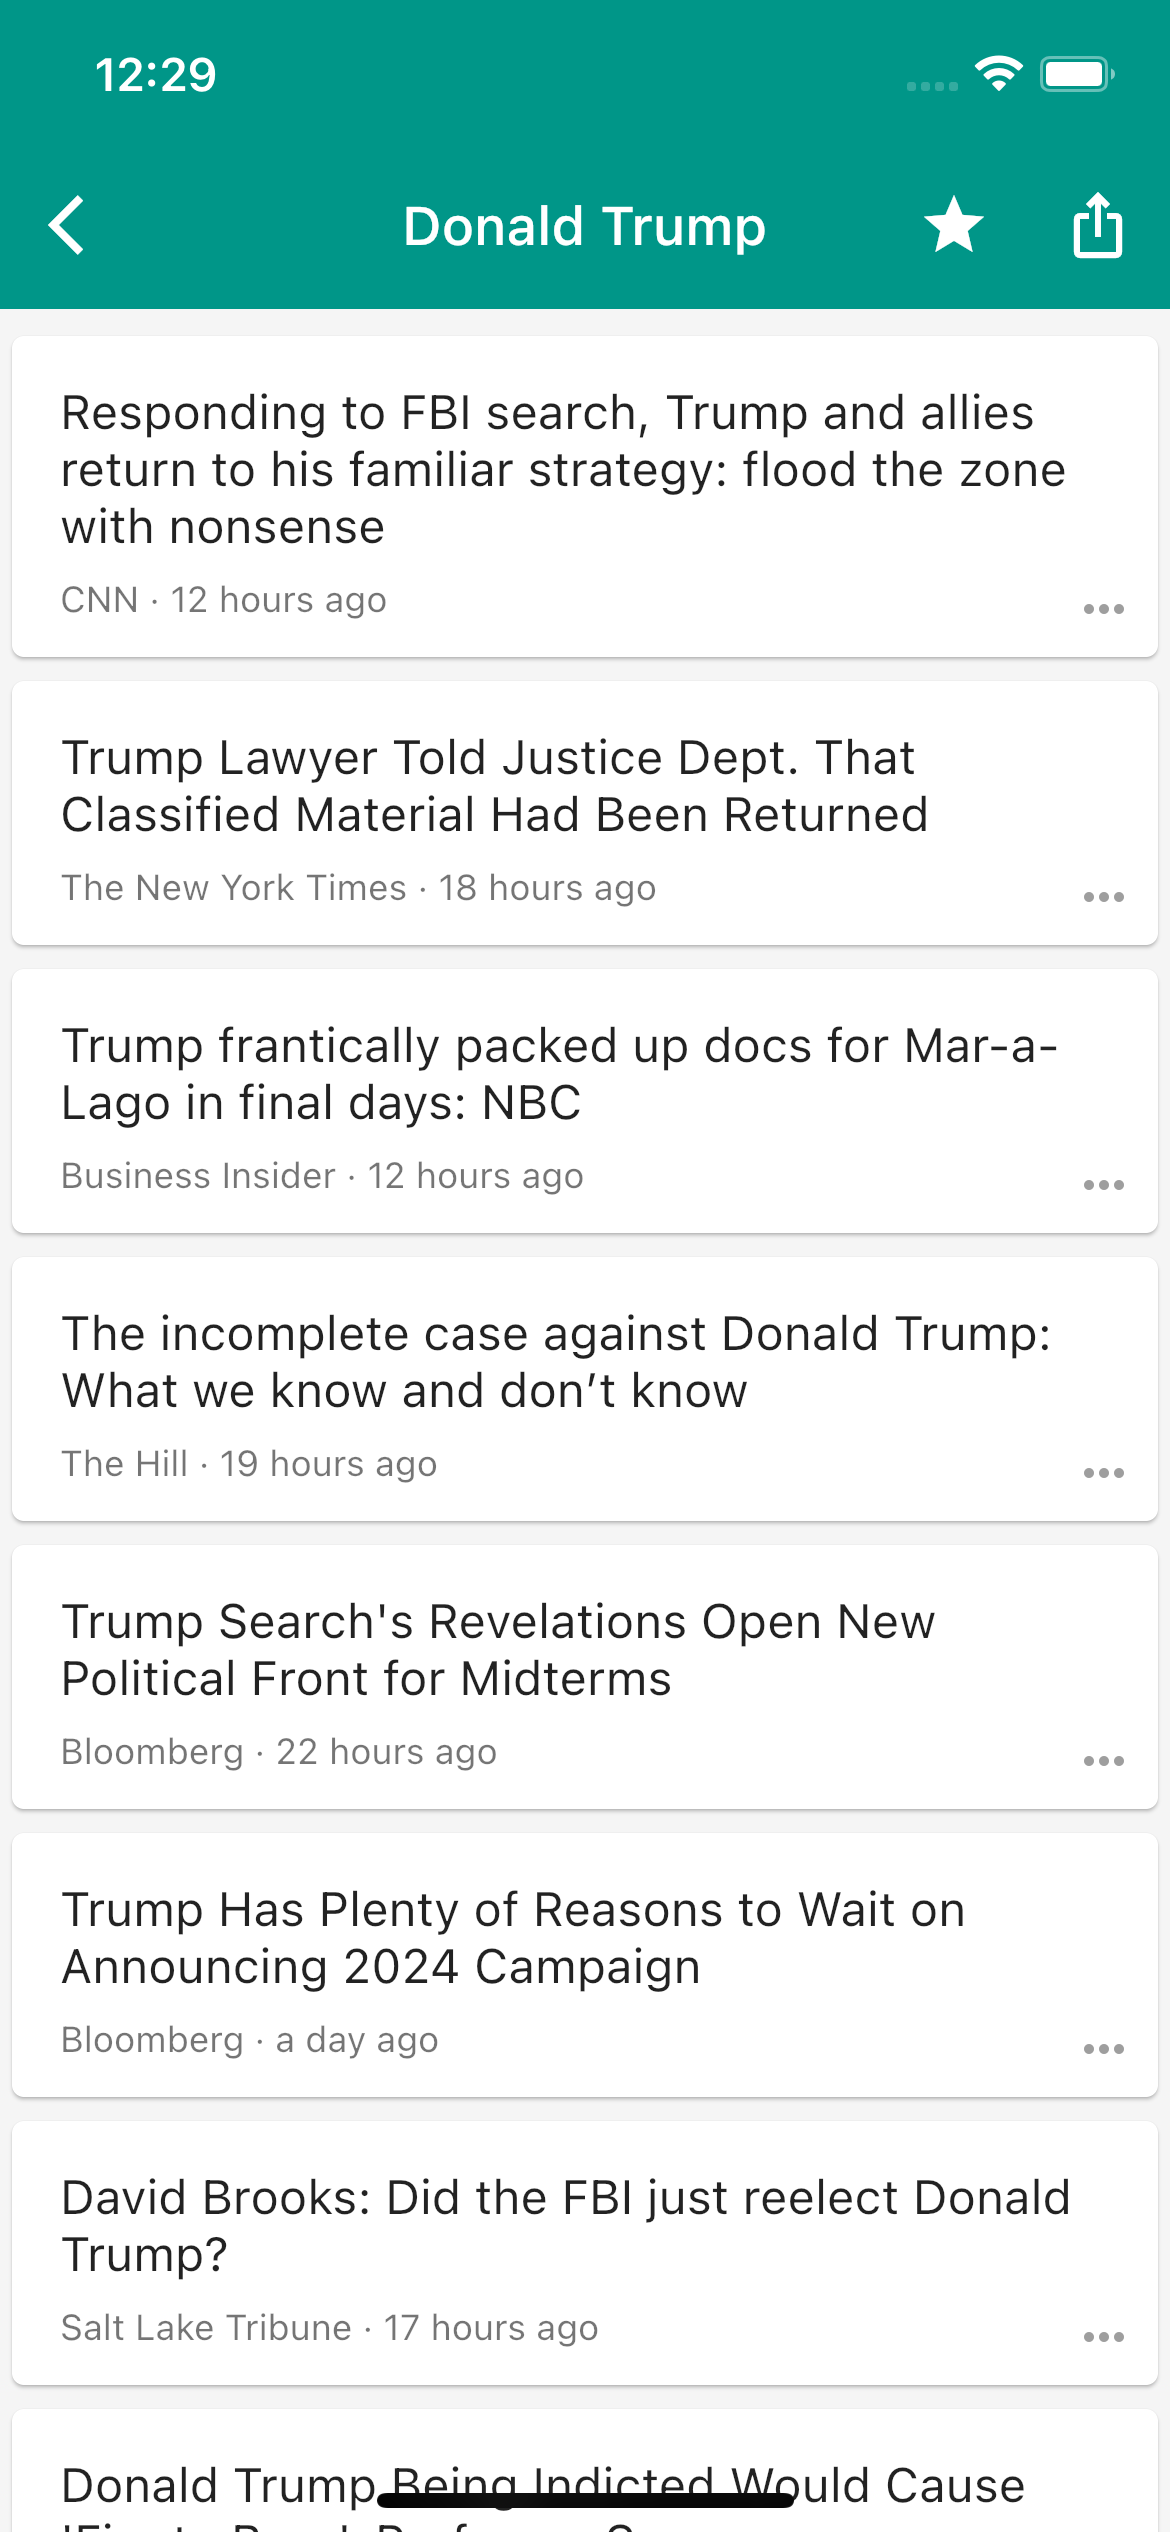 12:29
Donald Trump
Responding to FBI search, Trump and allies
return to his familiar strategy: flood the zone
with nonsense
CNN · 12 hours ago
Trump Lawyer Told Justice Dept. That
Classified Material Had Been Returned
The New York Times · 18 hours ago
Trump frantically packed up docs for Mar-a-
Lago in final days: NBC
Business Insider · 12 hours ago
The incomplete case against Donald Trump:
What we know and don’t know
The Hill · 19 hours ago
Trump Search's Revelations Open New
Political Front for Midterms
Bloomberg · 22 hours ago
Trump Has Plenty of Reasons to Wait on
Announcing 2024 Campaign
Bloomberg · a day ago
David Brooks: Did the FBI just reelect Donald
Trump?
Salt Lake Tribune · 17 hours ago
Donald Trump Being Indicted Would Cause